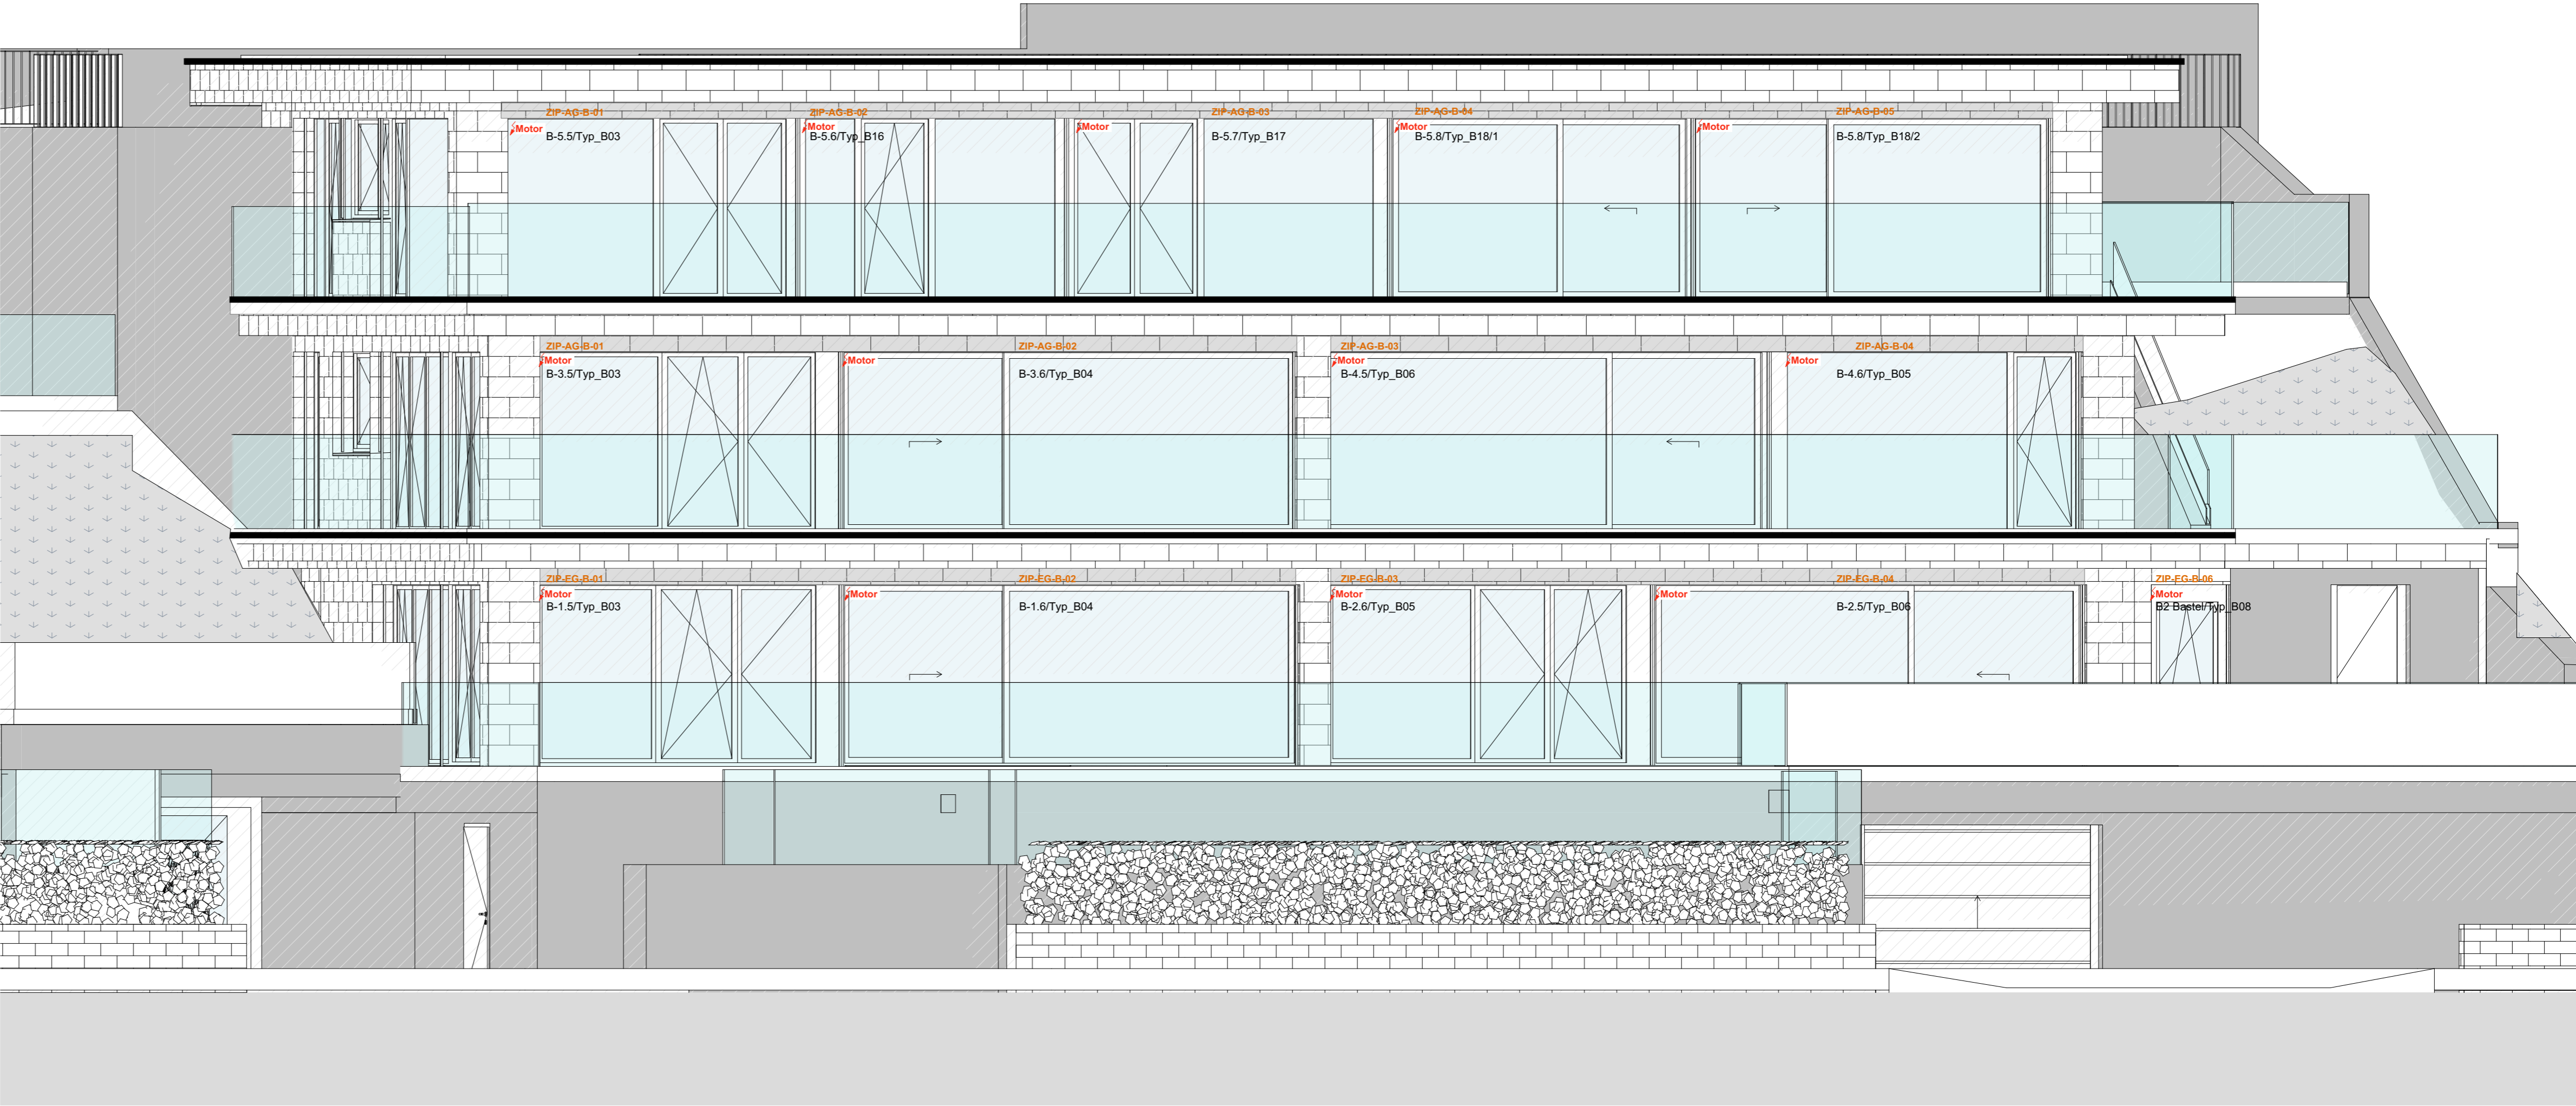 ZIP-AG-B-01 ZIP-AG-B-02 ZIP-AG-B-03 ZIP-AG-B-04 ZIP-AG-B-05
Motor Motor Motor Motor Motor
B-5.5/Typ_B03 B-5.6/Typ_B16 B-5.7/Typ_B17 B-5.8/Typ_B18/1 B-5.8/Typ_B18/2
ZIP-AG-B-01 ZIP-AG-B-02 ZIP-AG-B-03 ZIP-AG-B-04
Motor Motor Motor Motor
B-3.5/Typ_B03 B-3.6/Typ_B04 B-4.5/Typ_B06 B-4.6/Typ_B05
ZIP-EG-B-01 ZIP-EG-B-02 ZIP-EG-B-03 ZIP-EG-B-04 ZIP-EG-B-06
Motor Motor Motor Motor Motor
B-1.5/Typ_B03 B-1.6/Typ_B04 B-2.6/Typ_B05 B-2.5/Typ_B06 B2 Bastel/Typ_B08